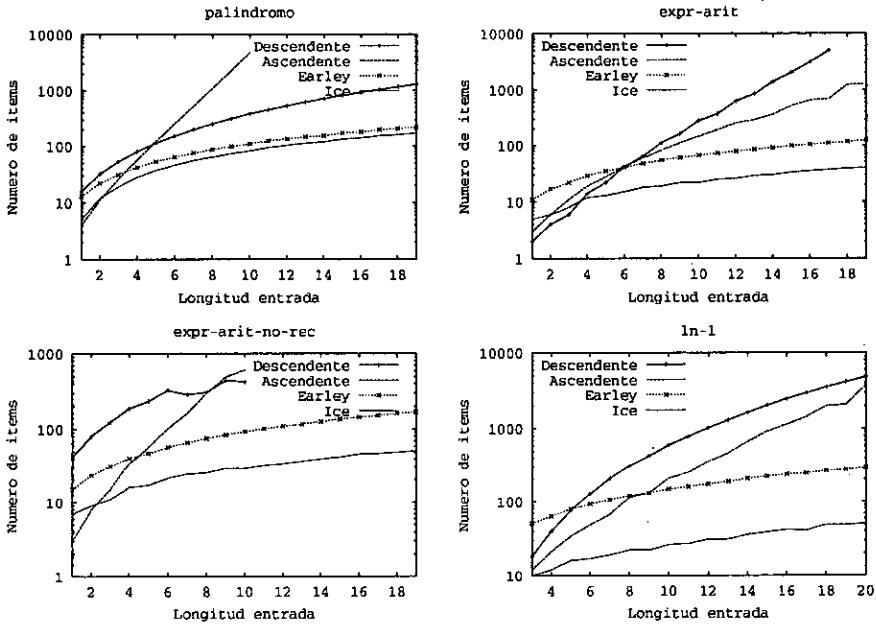 palindromo
Numero de items
10000
1000
100
10
1
Descendente
Ascendente
Earley
Ice
2 4 6 8 10 12 14 16 18
Longitud entrada
expr-arit
Numero de items
10000
1000
100
10
1
Descendente
Ascendente
Earley
Ice
2 4 6 8 10 12 14 16 18
Longitud entrada
expr-arit-no-rec
Numero de items
1000
100
10
1
Descendente
Ascendente
Earley
Ice
2 4 6 8 10 12 14 16 18
Longitud entrada
ln-1
Numero de items
10000
1000
100
10
Descendente
Ascendente
Earley
Ice
4 6 8 10 12 14 16 18 20
Longitud entrada